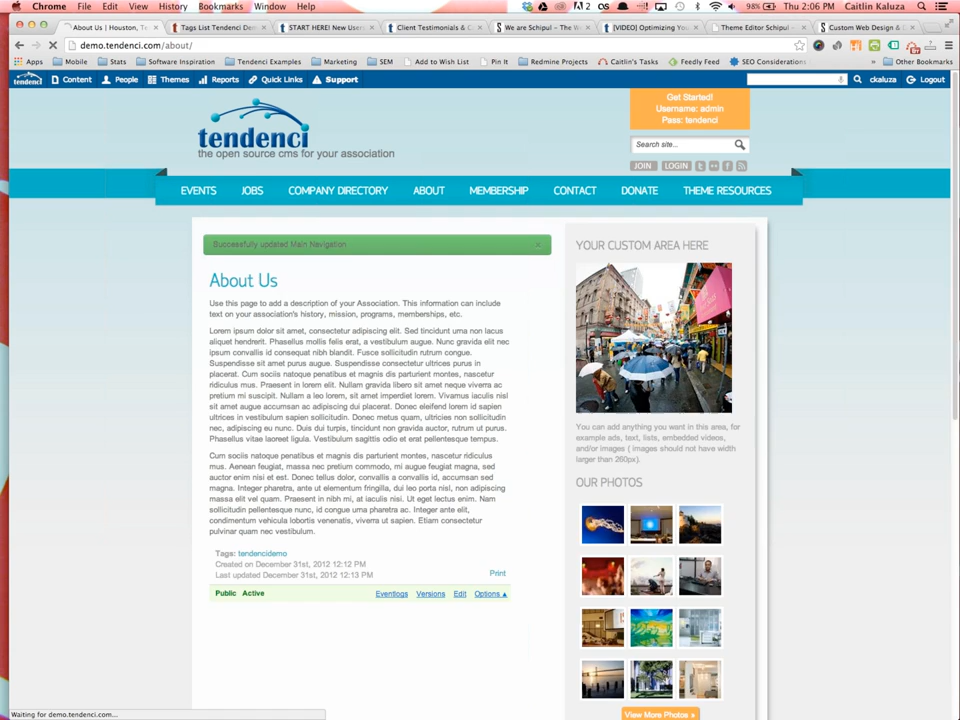 Chrome File Edit View History Bookmarks Window Help 98% Thu 2:06 PM Caitlin Kaluza
About Us | Houston, T Tags List Tendenci Dem START HERE! New User Client Testimonials & C We are Schipul – The W [VIDEO] Optimizing You Theme Editor Schipul – Custom Web Design & D
demo.tendenci.com/about/
Apps Mobile Stats Software Inspiration Tendenci Examples Marketing SEM Add to Wish List Pin It Redmine Projects Caitlin's Tasks Feedly Feed SEO Considerations » Other Bookmarks
tendenci Content People Themes Reports Quick Links Support ckaluza Logout
Get Started!
Username: admin
Pass: tendenci
tendenci
the open source cms for your association
Search site...
JOIN LOGIN
EVENTS JOBS COMPANY DIRECTORY ABOUT MEMBERSHIP CONTACT DONATE THEME RESOURCES
Successfully updated Main Navigation x
About Us
Use this page to add a description of your Association. This information can include
text on your association's history, mission, programs, memberships, etc.
Lorem ipsum dolor sit amet, consectetur adipiscing elit. Sed tincidunt urna non lacus
aliquet hendrerit. Phasellus mollis felis erat, a vestibulum augue. Nunc gravida elit nec
ipsum convallis id consequat nibh blandit. Fusce sollicitudin rutrum congue.
Suspendisse sit amet purus augue. Suspendisse consectetur ultrices purus in
placerat. Cum sociis natoque penatibus et magnis dis parturient montes, nascetur
ridiculus mus. Praesent in lorem elit. Nullam gravida libero sit amet neque viverra ac
pretium mi suscipit. Nullam a leo lorem, sit amet imperdiet lorem. Vivamus iaculis nisl
sit amet augue accumsan ac adipiscing dui placerat. Donec eleifend lorem id sapien
ultrices in vestibulum sapien sollicitudin. Donec metus quam, ultricies non sollicitudin
nec, adipiscing eu nunc. Duis dui turpis, tincidunt non gravida auctor, rutrum ut purus.
Phasellus vitae laoreet ligula. Vestibulum sagittis odio et erat pellentesque tempus.
Cum sociis natoque penatibus et magnis dis parturient montes, nascetur ridiculus
mus. Aenean feugiat, massa nec pretium commodo, mi augue feugiat magna, sed
auctor enim nisi et est. Donec tellus dolor, convallis a convallis id, accumsan sed
magna. Integer pharetra, ante ut elementum fringilla, dui leo porta nisl, non adipiscing
massa elit vel quam. Praesent in nibh mi, at iaculis nisi. Ut eget lectus enim. Nam
sollicitudin pellentesque nunc, id congue urna pharetra ac. Integer ante elit,
condimentum vehicula lobortis venenatis, viverra ut sapien. Etiam consectetur
pulvinar quam nec vestibulum.
Tags: tendencidemo
Created on December 31st, 2012 12:12 PM
Last updated December 31st, 2012 12:13 PM
Print
Public Active Eventlogs Versions Edit Options ▲
YOUR CUSTOM AREA HERE
You can add anything you want in this area, for
example ads, text, lists, embedded videos,
and/or images ( images should not have width
larger than 260px).
OUR PHOTOS
View More Photos »
Waiting for demo.tendenci.com...